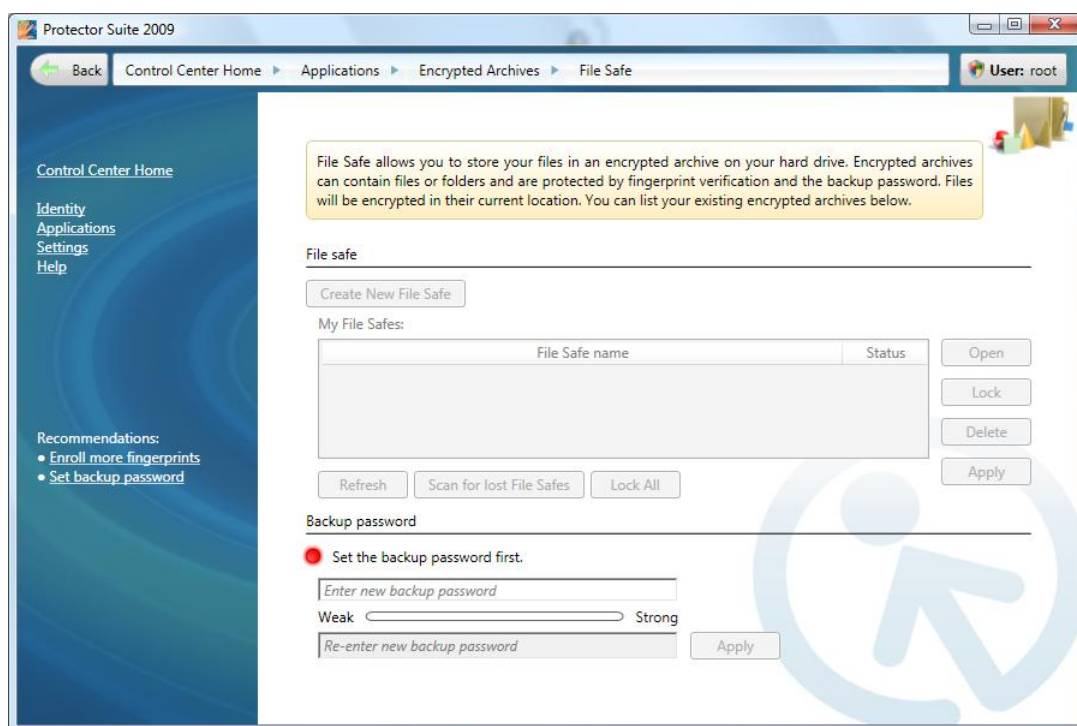 Protector Suite 2009
Back Control Center Home Applications Encrypted Archives File Safe User: root
Control Center Home
Identity
Applications
Settings
Help
Recommendations:
• Enroll more fingerprints
• Set backup password
File Safe allows you to store your files in an encrypted archive on your hard drive. Encrypted archives
can contain files or folders and are protected by fingerprint verification and the backup password. Files
will be encrypted in their current location. You can list your existing encrypted archives below.
File safe
Create New File Safe
My File Safes:
File Safe name Status
Open
Lock
Delete
Apply
Refresh Scan for lost File Safes Lock All
Backup password
Set the backup password first.
Enter new backup password
Weak Strong
Re-enter new backup password Apply